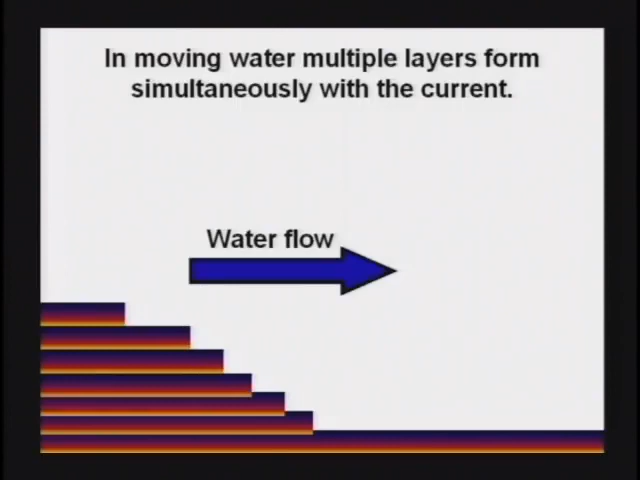 In moving water multiple layers form
simultaneously with the current.
Water flow